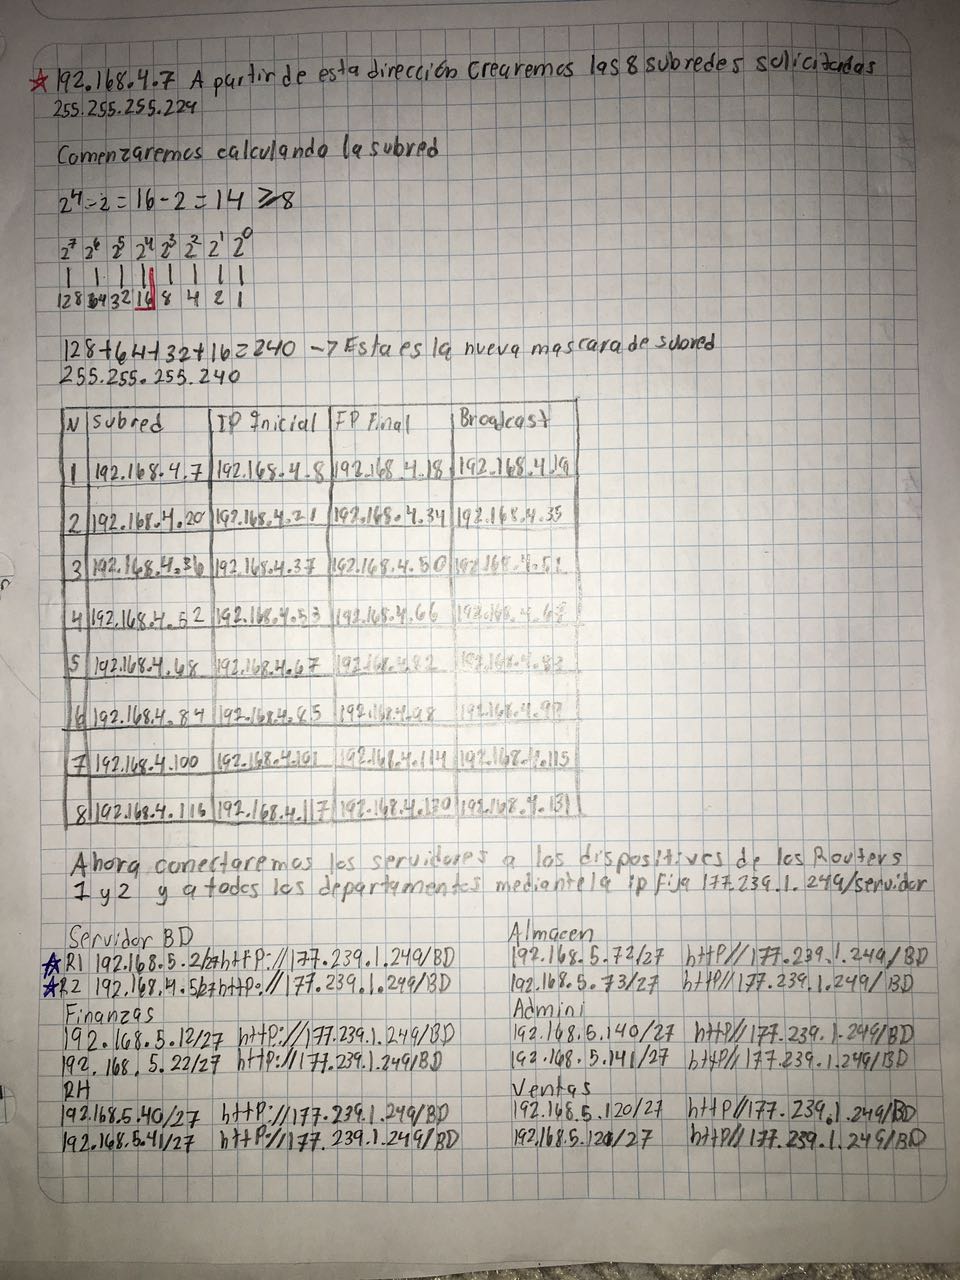 192.168.4.7 A partir de esta dirección Crearemos las 8 subredes solicitadas
255.255.255.224
Comenzaremos calculando la subred
2^4-2=16-2=14 ≥8
2^7 2^6 2^5 2^4 2^3 2^2 2^1 2^0
1 1 1 1 1 1 1 1
128 64 32 16 8 4 2 1
128+64+32+16=240 -> Esta es la nueva mascara de subred
255.255.255.240
N Subred IP Inicial IP Final Broadcast
1 192.168.4.7 192.168.4.8 192.168.4.18 192.168.4.19
2 192.168.4.20 192.168.4.21 192.168.4.34 192.168.4.35
3 192.168.4.36 192.168.4.37 192.168.4.50 192.168.4.51
4 192.168.4.52 192.168.4.53 192.168.4.66
5 192.168.4.68 192.168.4.67 192.168.4.82 192.168.4.83
6 192.168.4.84 192.168.4.85 192.168.4.98 192.168.4.99
7 192.168.4.100 192.168.4.101 192.168.4.114 192.168.4.115
8 192.168.4.116 192.168.4.117 192.168.4.130 192.168.4.131
Ahora conectaremos los servidores a los dispositivos de los Routers
1 y 2 y a todos los departamentos mediante la ip Fija 177.239.1.249/servidor
Servidor BD
R1 192.168.5.2/27 http://177.239.1.249/BD
R2 192.168.4.5/27 http://177.239.1.249/BD
Finanzas
192.168.5.12/27 http://177.239.1.249/BD
192.168.5.22/27 http://177.239.1.249/BD
RH
192.168.5.40/27 http://177.239.1.249/BD
192.168.5.41/27 http://177.239.1.249/BD
Almacen
192.168.5.72/27 http//177.239.1.249/BD
192.168.5.73/27 http//177.239.1.249/BD
Admini
192.168.5.140/27 http//177.239.1.249/BD
192.168.5.141/27 http//177.239.1.249/BD
Ventas
192.168.5.120/27 http//177.239.1.249/BD
192.168.5.121/27 http//177.239.1.249/BD